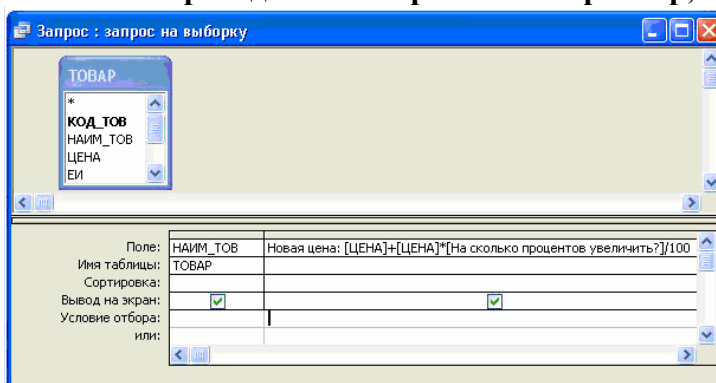 Запрос : запрос на выборку
ТОВАР
*
КОД_ТОВ
НАИМ_ТОВ
ЦЕНА
ЕИ
Поле: НАИМ_ТОВ Новая цена: [ЦЕНА]+[ЦЕНА]*[На сколько процентов увеличить?]/100
Имя таблицы: ТОВАР
Сортировка:
Вывод на экран:
Условие отбора:
или: